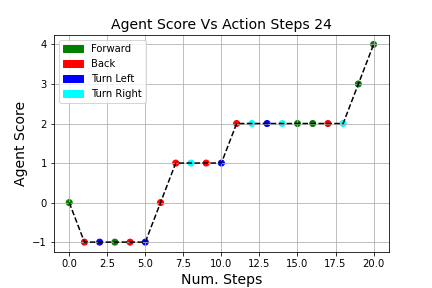 Agent Score Vs Action Steps 24
Agent Score
4
3
2
1
0
−1
Forward
Back
Turn Left
Turn Right
0.0 2.5 5.0 7.5 10.0 12.5 15.0 17.5 20.0
Num. Steps